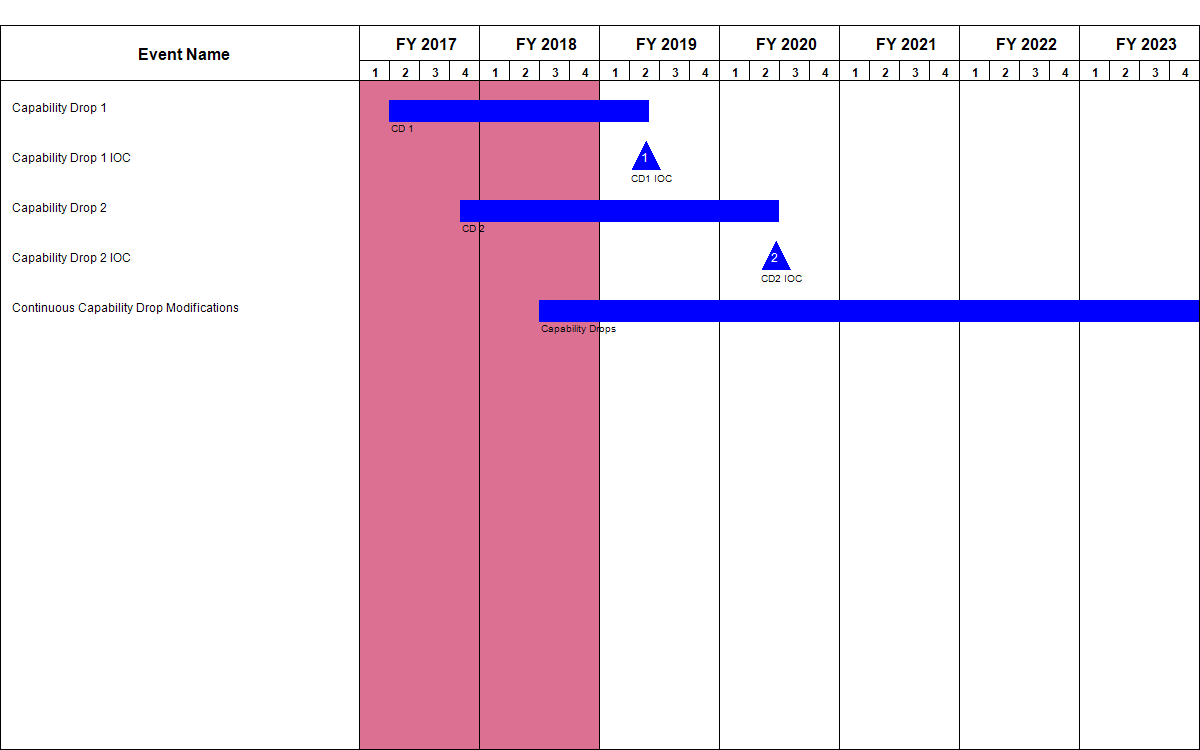 Event Name
FY 2017 FY 2018 FY 2019 FY 2020 FY 2021 FY 2022 FY 2023
1 2 3 4 1 2 3 4 1 2 3 4 1 2 3 4 1 2 3 4 1 2 3 4 1 2 3 4
Capability Drop 1
CD 1
Capability Drop 1 IOC
1
CD1 IOC
Capability Drop 2
CD 2
Capability Drop 2 IOC
2
CD2 IOC
Continuous Capability Drop Modifications
Capability Drops